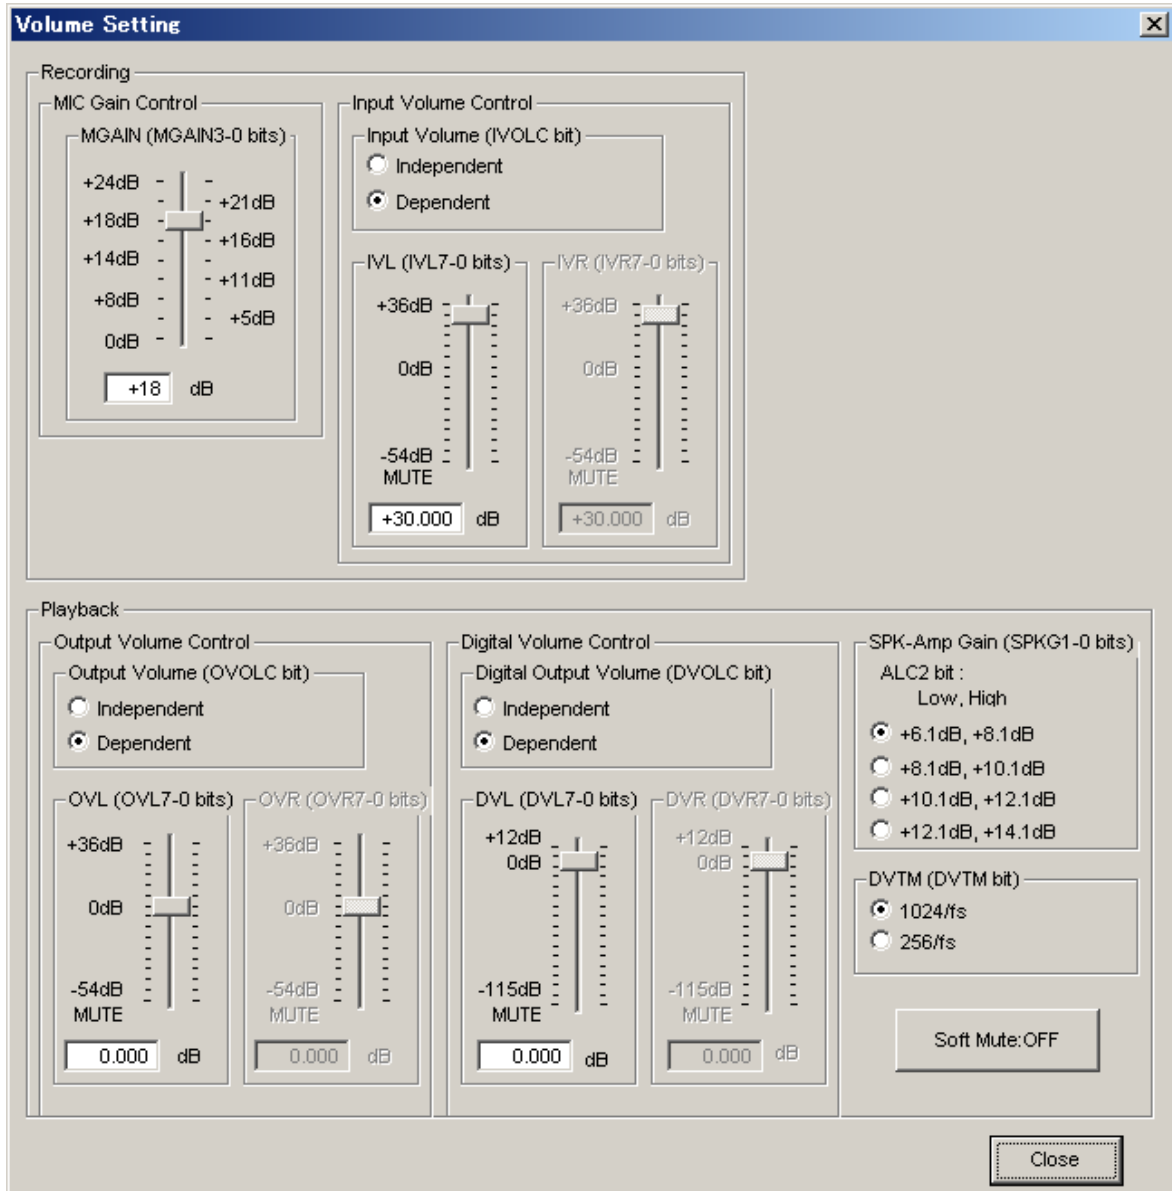 Volume Setting
Recording
MIC Gain Control
MGAIN (MGAIN3-0 bits)
+24dB
+21dB
+18dB
+16dB
+14dB
+11dB
+8dB
+5dB
0dB
+18 dB
Input Volume Control
Input Volume (IVOLC bit)
Independent
Dependent
IVL (IVL7-0 bits)
+36dB
0dB
-54dB
MUTE
+30.000 dB
IVR (IVR7-0 bits)
+36dB
0dB
-54dB
MUTE
+30.000 dB
Playback
Output Volume Control
Output Volume (OVOLC bit)
Independent
Dependent
OVL (OVL7-0 bits)
+36dB
0dB
-54dB
MUTE
0.000 dB
OVR (OVR7-0 bits)
+36dB
0dB
-54dB
MUTE
0.000 dB
Digital Volume Control
Digital Output Volume (DVOLC bit)
Independent
Dependent
DVL (DVL7-0 bits)
+12dB
0dB
-115dB
MUTE
0.000 dB
DVR (DVR7-0 bits)
+12dB
0dB
-115dB
MUTE
0.000 dB
SPK-Amp Gain (SPKG1-0 bits)
ALC2 bit :
Low, High
+6.1dB, +8.1dB
+8.1dB, +10.1dB
+10.1dB, +12.1dB
+12.1dB, +14.1dB
DVTM (DVTM bit)
1024/fs
256/fs
Soft Mute:OFF
Close